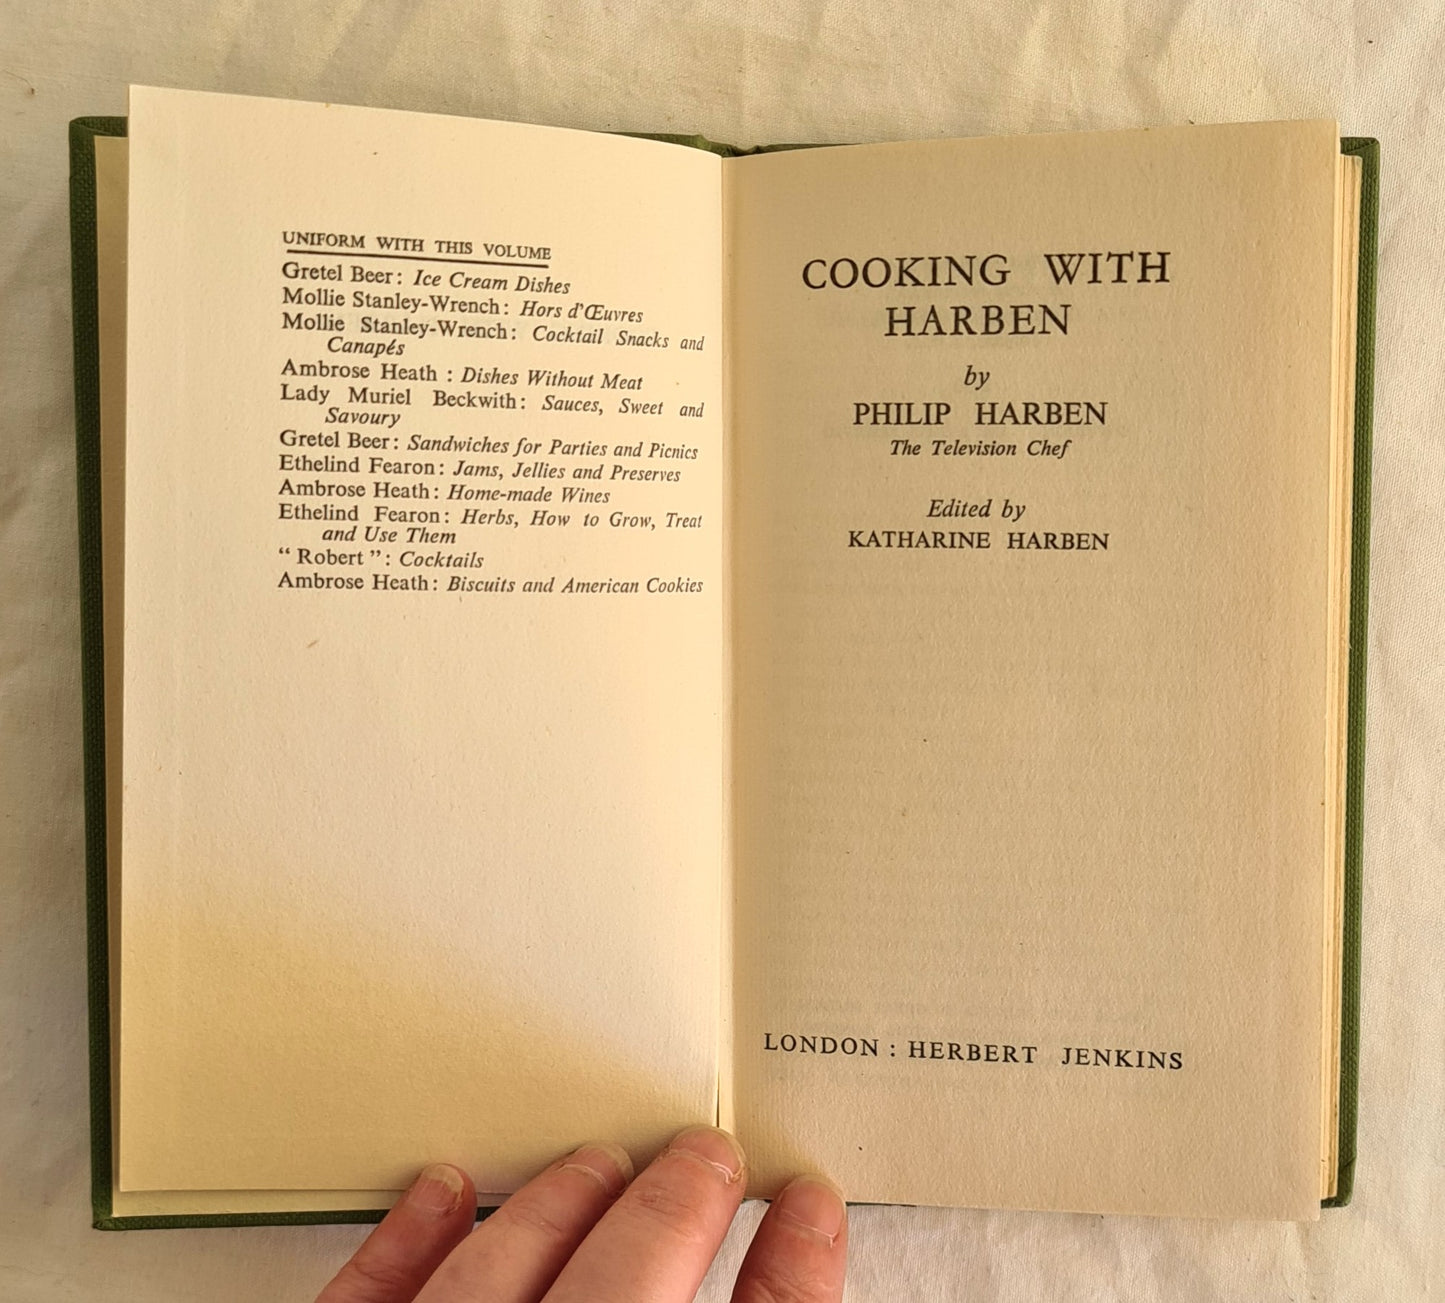 UNIFORM WITH THIS VOLUME
Gretel Beer: Ice Cream Dishes
Mollie Stanley-Wrench: Hors d'Œuvres
Mollie Stanley-Wrench: Cocktail Snacks and
Canapés
Ambrose Heath : Dishes Without Meat
Lady Muriel Beckwith: Sauces, Sweet and
Savoury
Gretel Beer: Sandwiches for Parties and Picnics
Ethelind Fearon: Jams, Jellies and Preserves
Ambrose Heath: Home-made Wines
Ethelind Fearon: Herbs, How to Grow, Treat
and Use Them
“ Robert ”: Cocktails
Ambrose Heath: Biscuits and American Cookies
COOKING WITH
HARBEN
by
PHILIP HARBEN
The Television Chef
Edited by
KATHARINE HARBEN
LONDON : HERBERT JENKINS